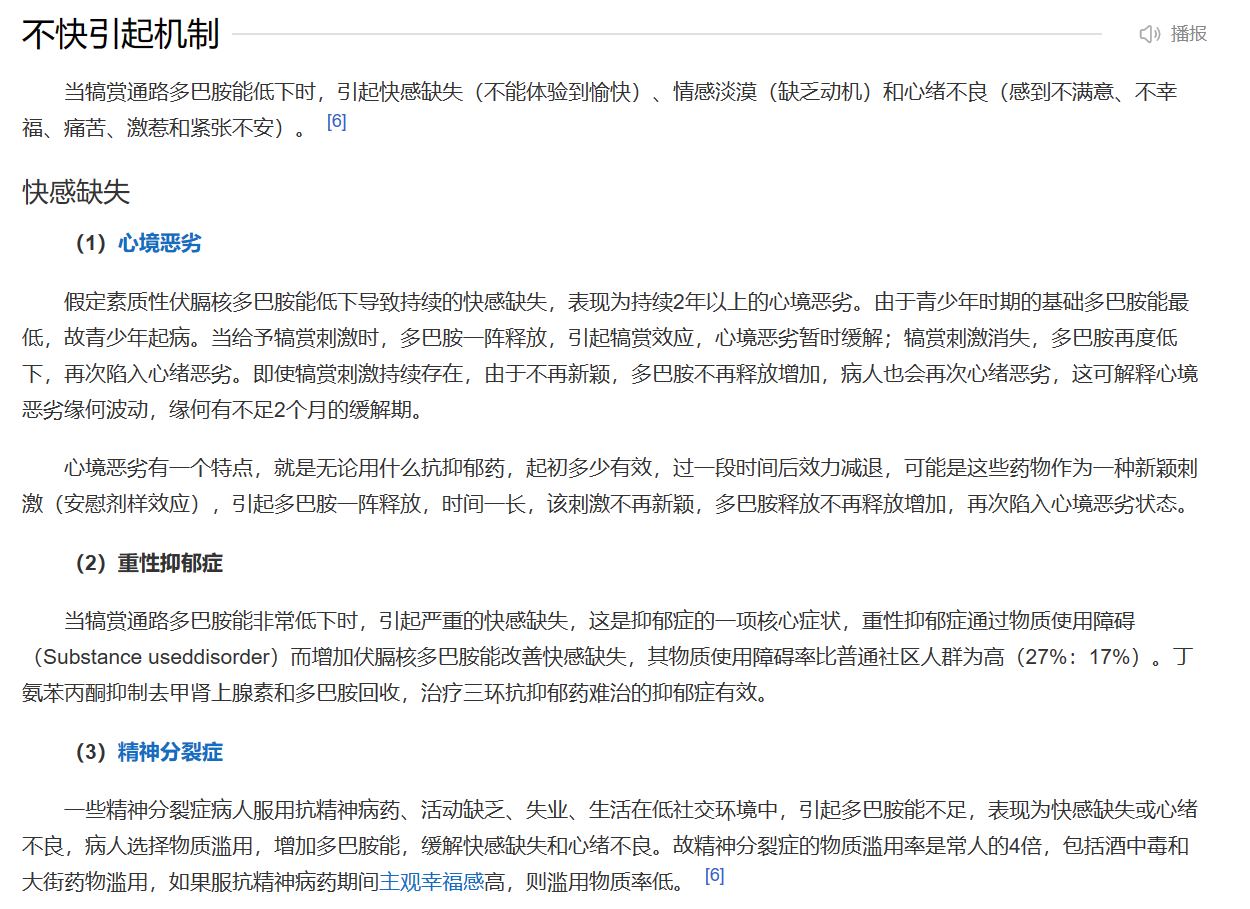 不快引起机制
播报
当犒赏通路多巴胺能低下时，引起快感缺失（不能体验到愉快）、情感淡漠（缺乏动机）和心绪不良（感到不满意、不幸
福、痛苦、激惹和紧张不安）。 [6]
快感缺失
（1）心境恶劣
假定素质性伏膈核多巴胺能低下导致持续的快感缺失，表现为持续2年以上的心境恶劣。由于青少年时期的基础多巴胺能最
低，故青少年起病。当给予犒赏刺激时，多巴胺一阵释放，引起犒赏效应，心境恶劣暂时缓解；犒赏刺激消失，多巴胺再度低
下，再次陷入心绪恶劣。即使犒赏刺激持续存在，由于不再新颖，多巴胺不再释放增加，病人也会再次心绪恶劣，这可解释心境
恶劣缘何波动，缘何有不足2个月的缓解期。
心境恶劣有一个特点，就是无论用什么抗抑郁药，起初多少有效，过一段时间后效力减退，可能是这些药物作为一种新颖刺
激（安慰剂样效应），引起多巴胺一阵释放，时间一长，该刺激不再新颖，多巴胺释放不再释放增加，再次陷入心境恶劣状态。
（2）重性抑郁症
当犒赏通路多巴胺能非常低下时，引起严重的快感缺失，这是抑郁症的一项核心症状，重性抑郁症通过物质使用障碍
（Substance useddisorder）而增加伏膈核多巴胺能改善快感缺失，其物质使用障碍率比普通社区人群为高（27%：17%）。丁
氨苯丙酮抑制去甲肾上腺素和多巴胺回收，治疗三环抗抑郁药难治的抑郁症有效。
（3）精神分裂症
一些精神分裂症病人服用抗精神病药、活动缺乏、失业、生活在低社交环境中，引起多巴胺能不足，表现为快感缺失或心绪
不良，病人选择物质滥用，增加多巴胺能，缓解快感缺失和心绪不良。故精神分裂症的物质滥用率是常人的4倍，包括酒中毒和
大街药物滥用，如果服抗精神病药期间主观幸福感高，则滥用物质率低。 [6]